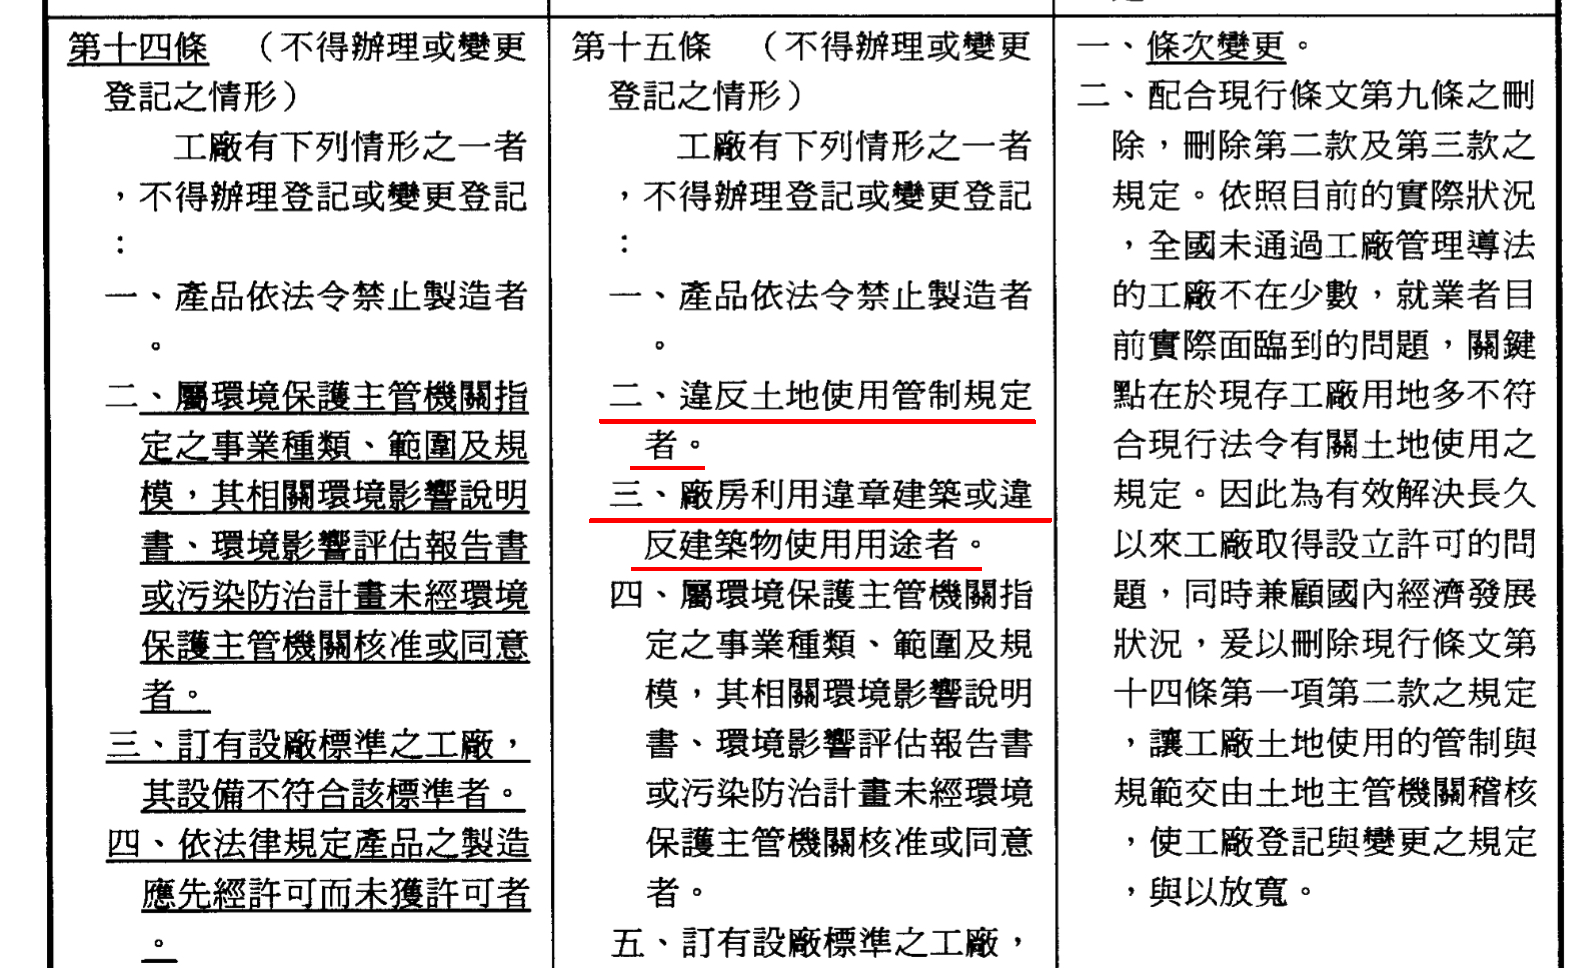 第十四條　（不得辦理或變更
登記之情形）
工廠有下列情形之一者
，不得辦理登記或變更登記
：
一、產品依法令禁止製造者
。
二、屬環境保護主管機關指
定之事業種類、範圍及規
模，其相關環境影響說明
書、環境影響評估報告書
或污染防治計畫未經環境
保護主管機關核准或同意
者。
三、訂有設廠標準之工廠，
其設備不符合該標準者。
四、依法律規定產品之製造
應先經許可而未獲許可者
。
第十五條　（不得辦理或變更
登記之情形）
工廠有下列情形之一者
，不得辦理登記或變更登記
：
一、產品依法令禁止製造者
。
二、違反土地使用管制規定
者。
三、廠房利用違章建築或違
反建築物使用用途者。
四、屬環境保護主管機關指
定之事業種類、範圍及規
模，其相關環境影響說明
書、環境影響評估報告書
或污染防治計畫未經環境
保護主管機關核准或同意
者。
五、訂有設廠標準之工廠，
一、條次變更。
二、配合現行條文第九條之刪
除，刪除第二款及第三款之
規定。依照目前的實際狀況
，全國未通過工廠管理導法
的工廠不在少數，就業者目
前實際面臨到的問題，關鍵
點在於現存工廠用地多不符
合現行法令有關土地使用之
規定。因此為有效解決長久
以來工廠取得設立許可的問
題，同時兼顧國內經濟發展
狀況，爰以刪除現行條文第
十四條第一項第二款之規定
，讓工廠土地使用的管制與
規範交由土地主管機關稽核
，使工廠登記與變更之規定
，與以放寬。